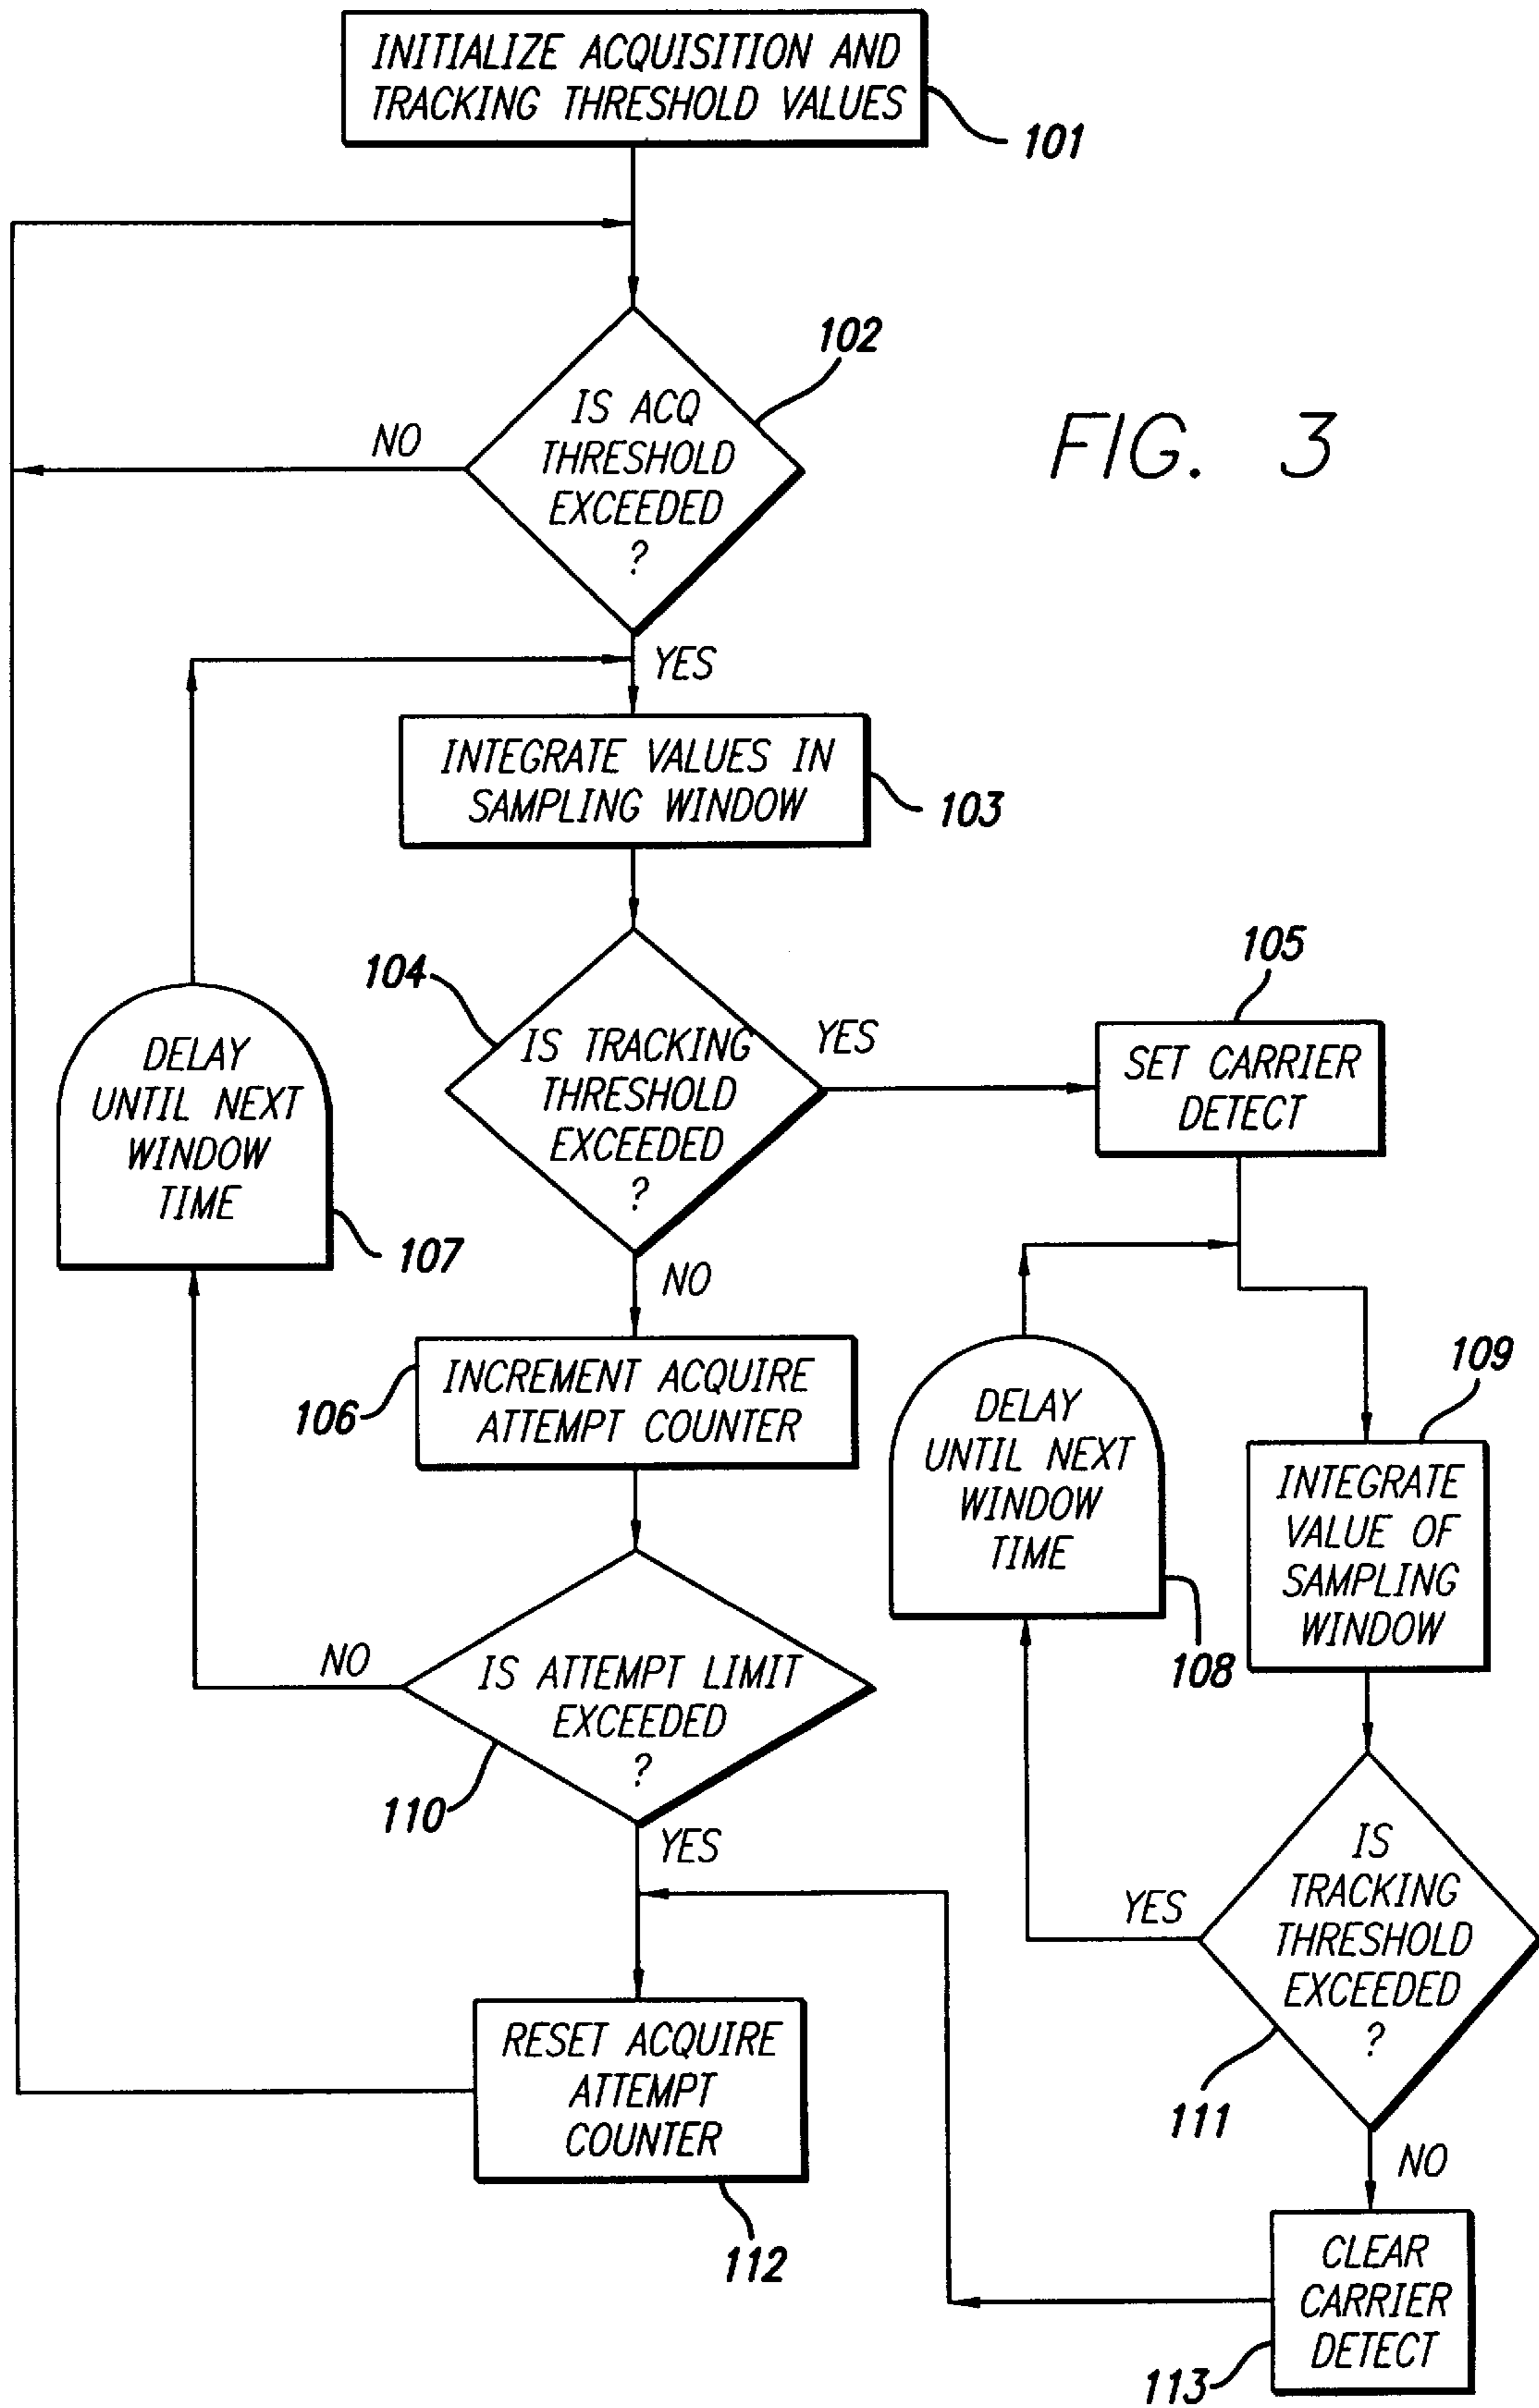 INITIALIZE ACQUISITION AND
TRACKING THRESHOLD VALUES
101
102
IS ACQ
THRESHOLD
EXCEEDED
?
NO
FIG. 3
YES
INTEGRATE VALUES IN
SAMPLING WINDOW
103
104
IS TRACKING
THRESHOLD
EXCEEDED
?
YES
105
SET CARRIER
DETECT
DELAY
UNTIL NEXT
WINDOW
TIME
107
NO
106
INCREMENT ACQUIRE
ATTEMPT COUNTER
DELAY
UNTIL NEXT
WINDOW
TIME
108
109
INTEGRATE
VALUE OF
SAMPLING
WINDOW
NO
IS ATTEMPT LIMIT
EXCEEDED
?
110
YES
YES
IS
TRACKING
THRESHOLD
EXCEEDED
?
111
NO
RESET ACQUIRE
ATTEMPT
COUNTER
112
CLEAR
CARRIER
DETECT
113